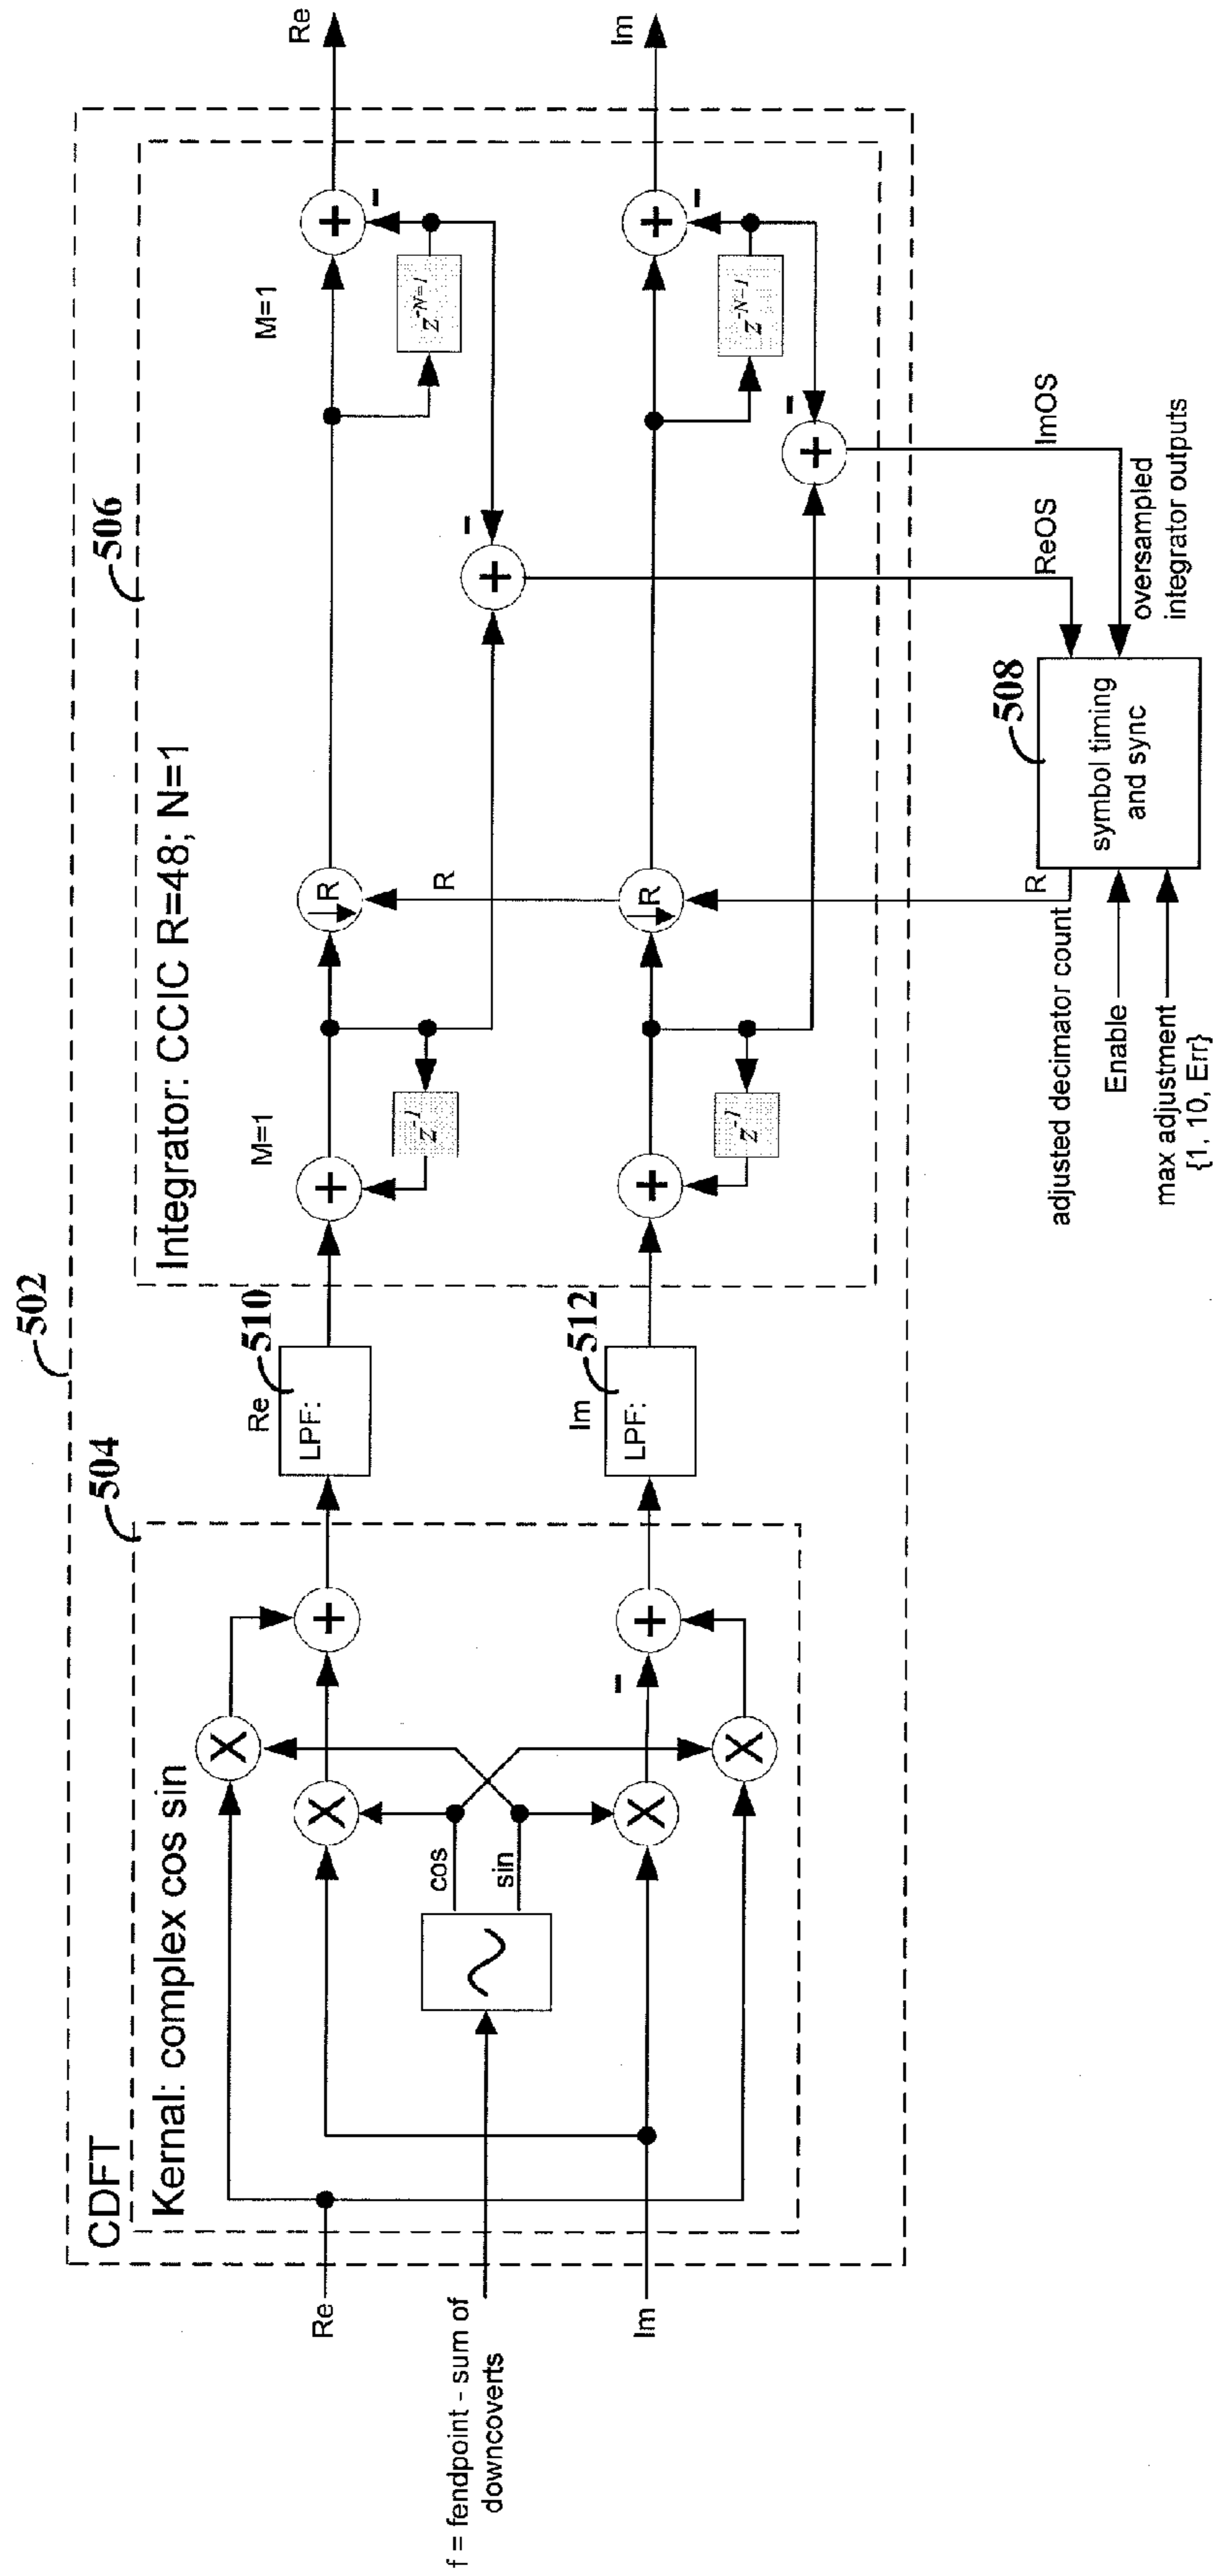 502
CDFT
504
Kernal: complex cos sin
Re
f = fendpoint - sum of
downcoverts
Im
cos
sin
X
X
X
X
+
+
-
Re
510
LPF:
Im
512
LPF:
506
Integrator: CCIC R=48; N=1
M=1
+
z-1
R
R
M=1
+
-
z-N=1
+
-
Re
+
z-1
R
+
-
z-N=1
+
-
Im
ReOS
ImOS
oversampled
integrator outputs
508
symbol timing
and sync
R
adjusted decimator count
Enable
max adjustment
{1, 10, Err}